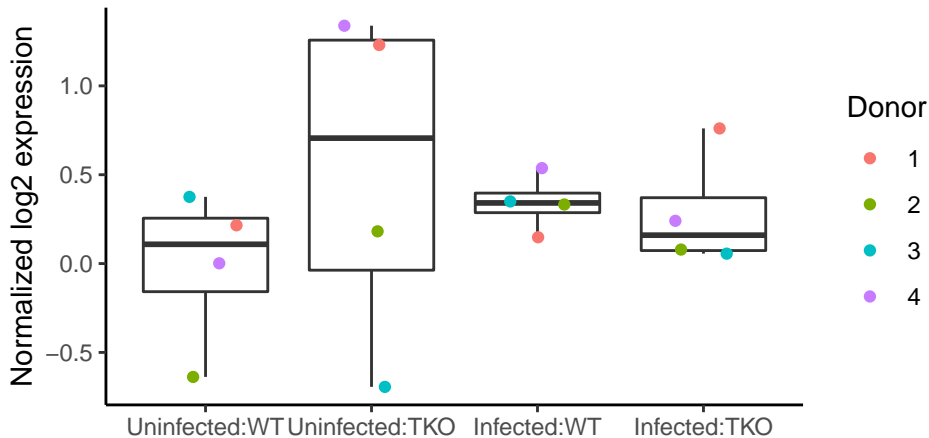 Normalized log2 expression
1.0
0.5
0.0
−0.5
Uninfected:WT
Uninfected:TKO
Infected:WT
Infected:TKO
Donor
1
2
3
4